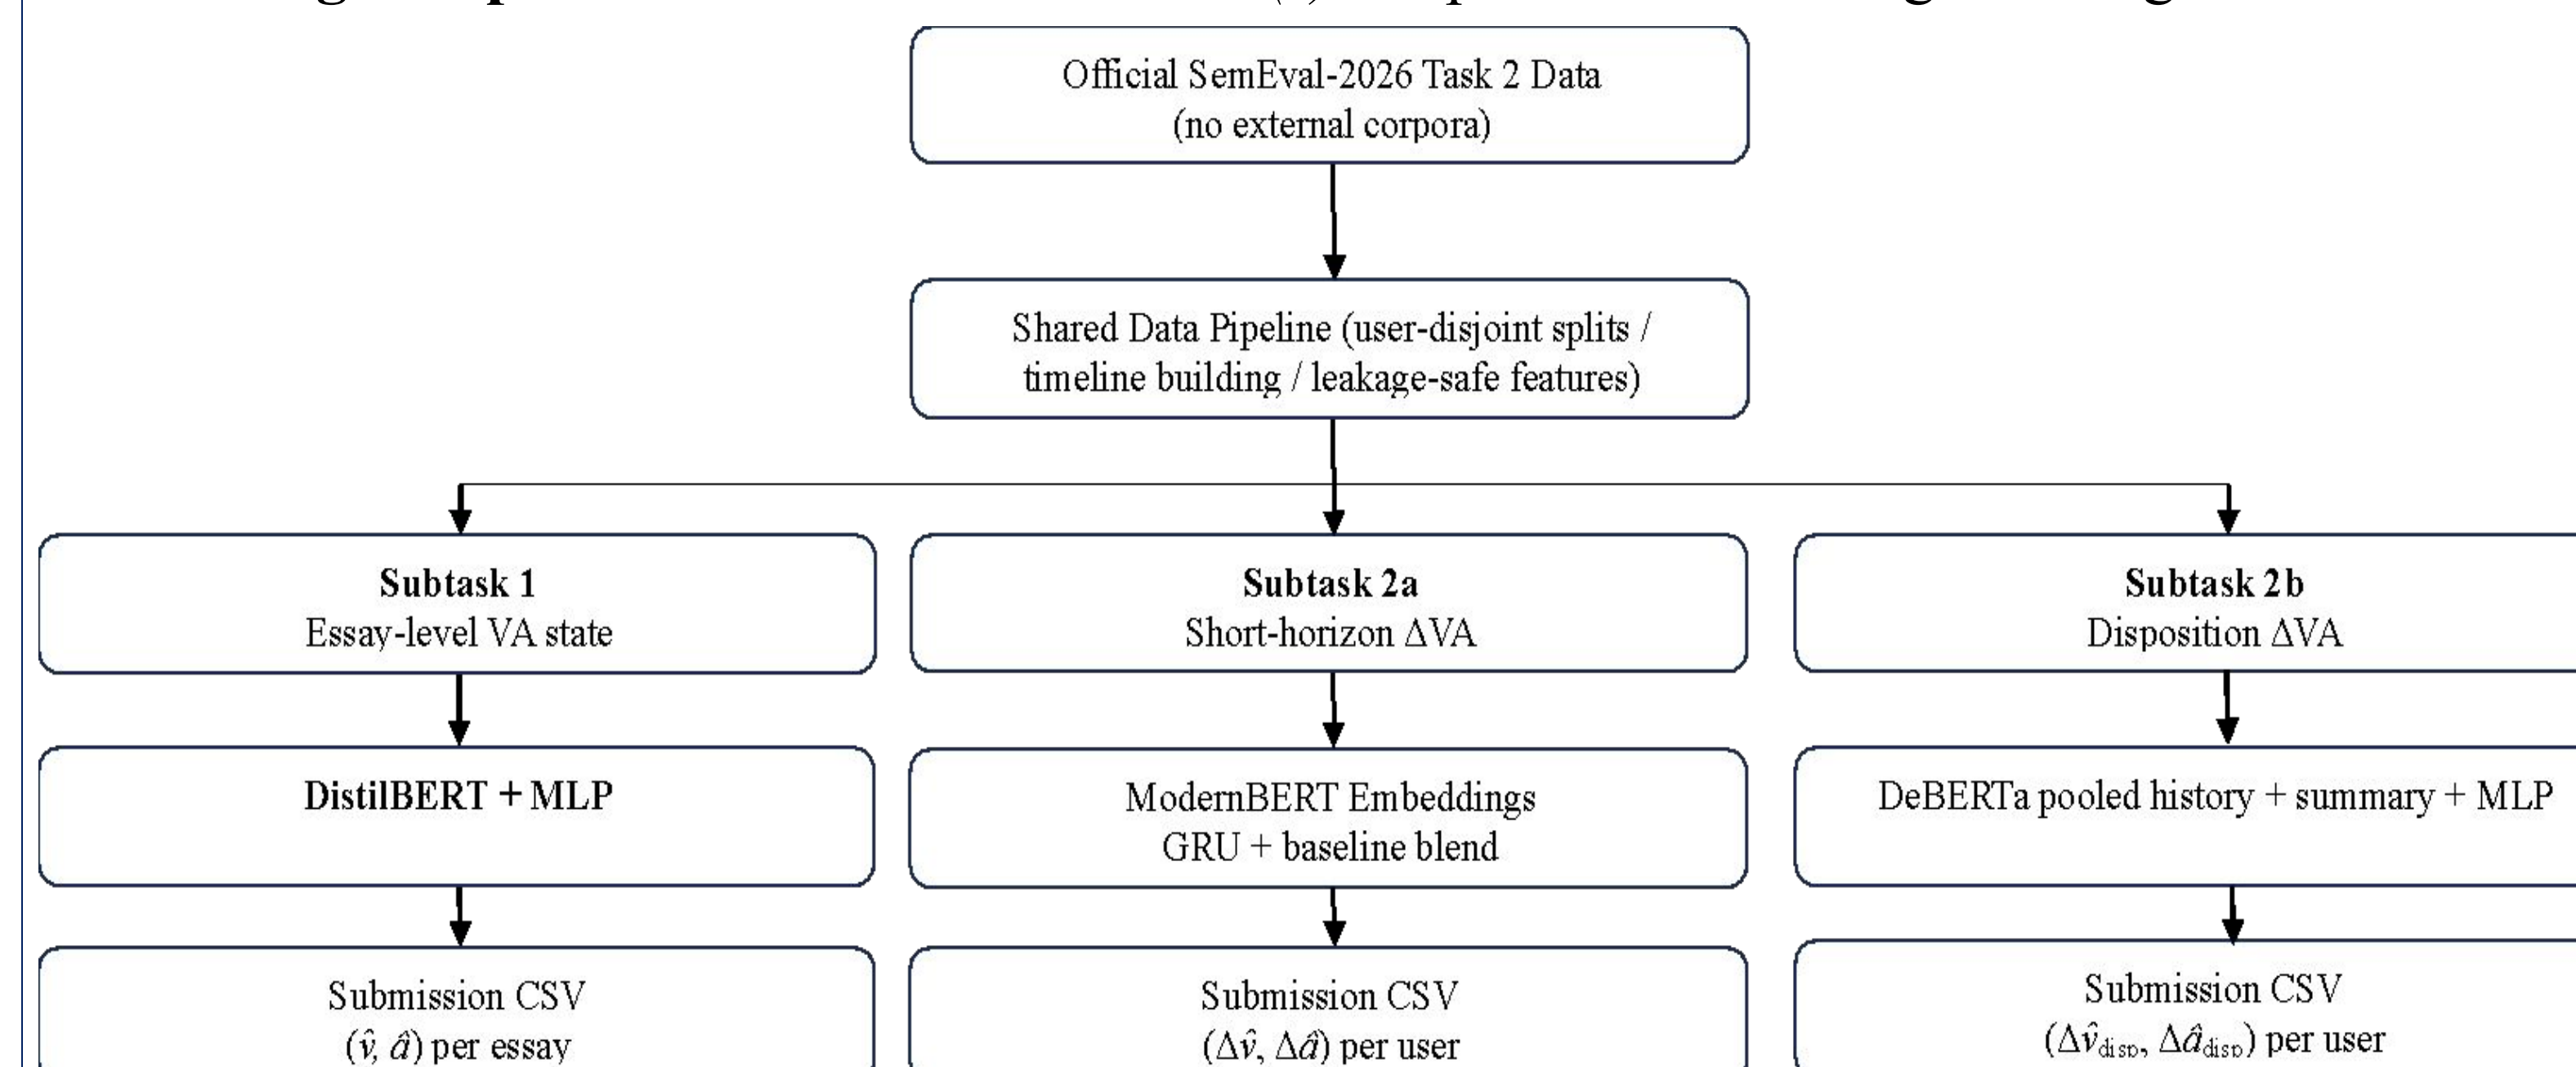 Official SemEval-2026 Task 2 Data
(no external corpora)
Shared Data Pipeline (user-disjoint splits /
timeline building / leakage-safe features)
Subtask 1
Essay-level VA state
Subtask 2a
Short-horizon ΔVA
Subtask 2b
Disposition ΔVA
DistilBERT + MLP
ModernBERT Embeddings
GRU + baseline blend
DeBERTa pooled history + summary + MLP
Submission CSV
(v̂, â) per essay
Submission CSV
(Δv̂, Δâ) per user
Submission CSV
(Δv̂disp, Δâdisp) per user